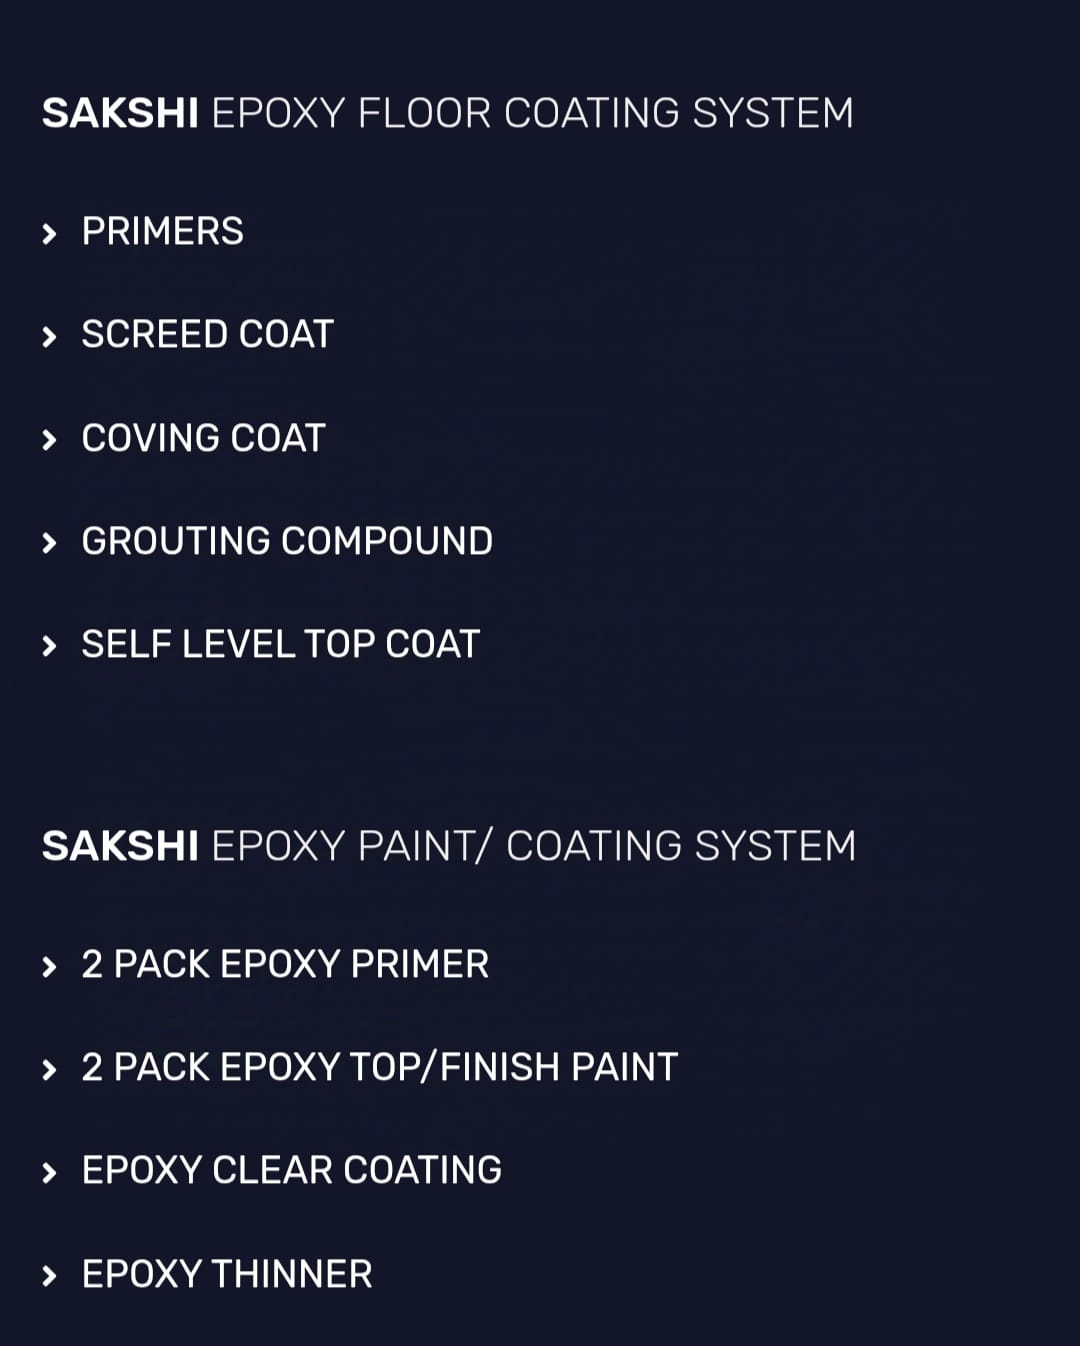 SAKSHI EPOXY FLOOR COATING SYSTEM
PRIMERS
SCREED COAT
COVING COAT
GROUTING COMPOUND
SELF LEVEL TOP COAT
SAKSHI EPOXY PAINT/ COATING SYSTEM
2 PACK EPOXY PRIMER
2 PACK EPOXY TOP/FINISH PAINT
EPOXY CLEAR COATING
EPOXY THINNER